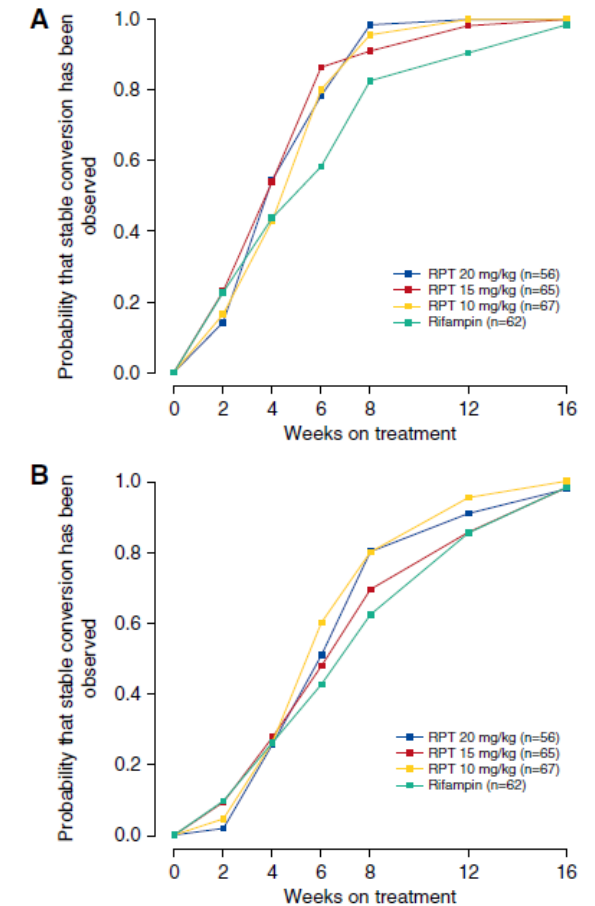 A
Probability that stable conversion has been
observed
1.0
0.8
0.6
0.4
0.2
0.0
RPT 20 mg/kg (n=56)
RPT 15 mg/kg (n=65)
RPT 10 mg/kg (n=67)
Rifampin (n=62)
0 2 4 6 8 12 16
Weeks on treatment
B
Probability that stable conversion has been
observed
1.0
0.8
0.6
0.4
0.2
0.0
RPT 20 mg/kg (n=56)
RPT 15 mg/kg (n=65)
RPT 10 mg/kg (n=67)
Rifampin (n=62)
0 2 4 6 8 12 16
Weeks on treatment